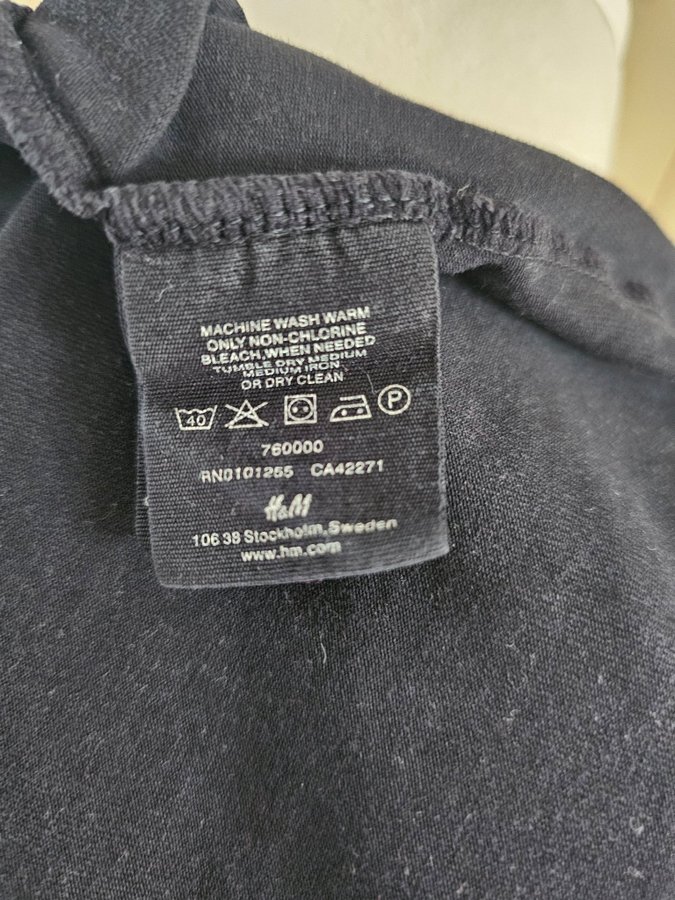 MACHINE WASH WARM
ONLY NON-CHLORINE
BLEACH,WHEN NEEDED
TUMBLE DRY MEDIUM
MEDIUM IRON
OR DRY CLEAN
40 P
760000
RN0101255 CA42271
H&M
106 38 Stockholm,Sweden
www.hm.com